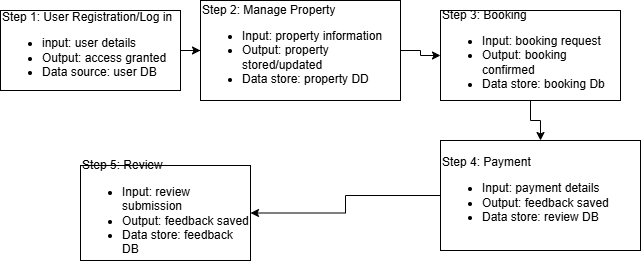 Step 1: User Registration/Log in
• input: user details
• Output: access granted
• Data source: user DB
Step 2: Manage Property
• Input: property information
• Output: property
stored/updated
• Data store: property DD
Step 3: Booking
• Input: booking request
• Output: booking
confirmed
• Data store: booking Db
Step 4: Payment
• Input: payment details
• Output: feedback saved
• Data store: review DB
Step 5: Review
• Input: review
submission
• Output: feedback saved
• Data store: feedback
DB